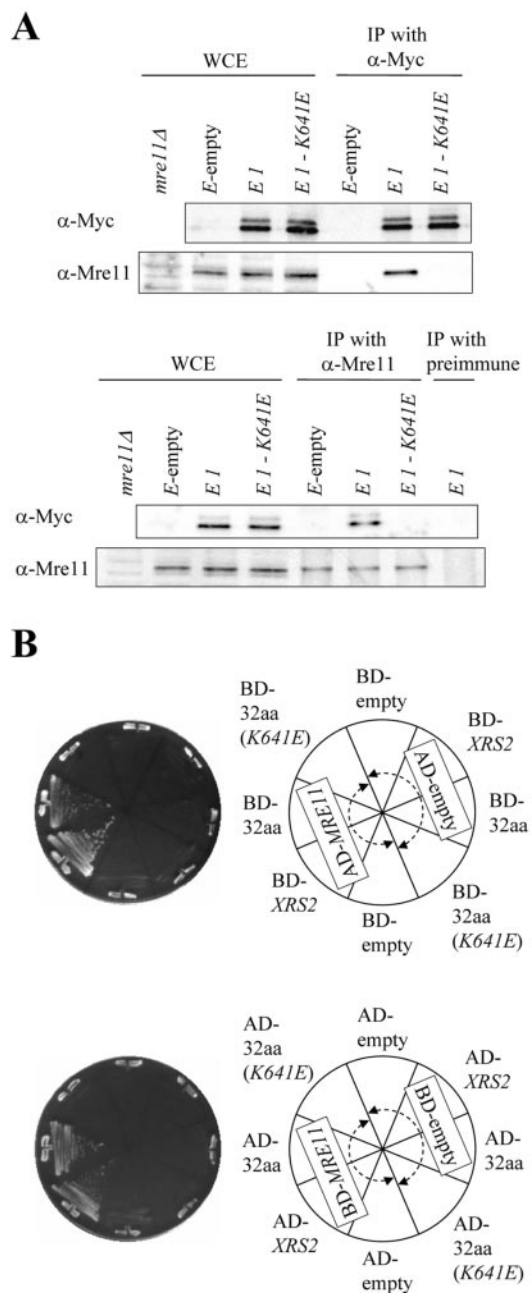 A
IP with
WCE
α-Myc
mre11Δ
E-empty
E 1
E 1 - K641E
E-empty
E 1
E 1 - K641E
α-Myc
α-Mre11
IP with
IP with
WCE
α-Mre11
preimmune
mre11Δ
E-empty
E 1
E 1 - K641E
E-empty
E 1
E 1 - K641E
E 1
α-Myc
α-Mre11
B
BD-
32aa
(K641E)
BD-
empty
BD-
XRS2
BD-
32aa
AD-MRE11
AD-empty
BD-
32aa
BD-
XRS2
BD-
empty
BD-
32aa
(K641E)
AD-
32aa
(K641E)
AD-
empty
AD-
XRS2
AD-
32aa
BD-MRE11
BD-empty
AD-
32aa
AD-
XRS2
AD-
empty
AD-
32aa
(K641E)